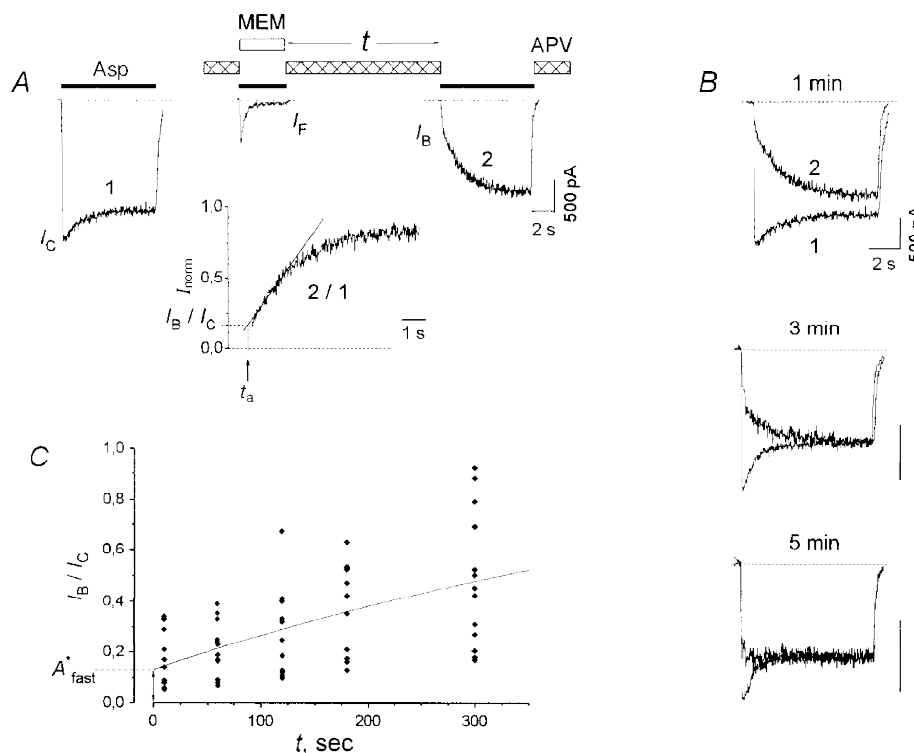 MEM
t
APV
A
Asp
I_F
I_B
2
1
I_C
500 pA
2 s
1,0
0,5
0,0
I_norm
I_B / I_C
2 / 1
1 s
t_a
B
1 min
2
1
500 pA
2 s
3 min
5 min
C
1,0
0,8
0,6
0,4
0,2
0,0
I_B / I_C
A*_fast
0
100
200
300
t, sec